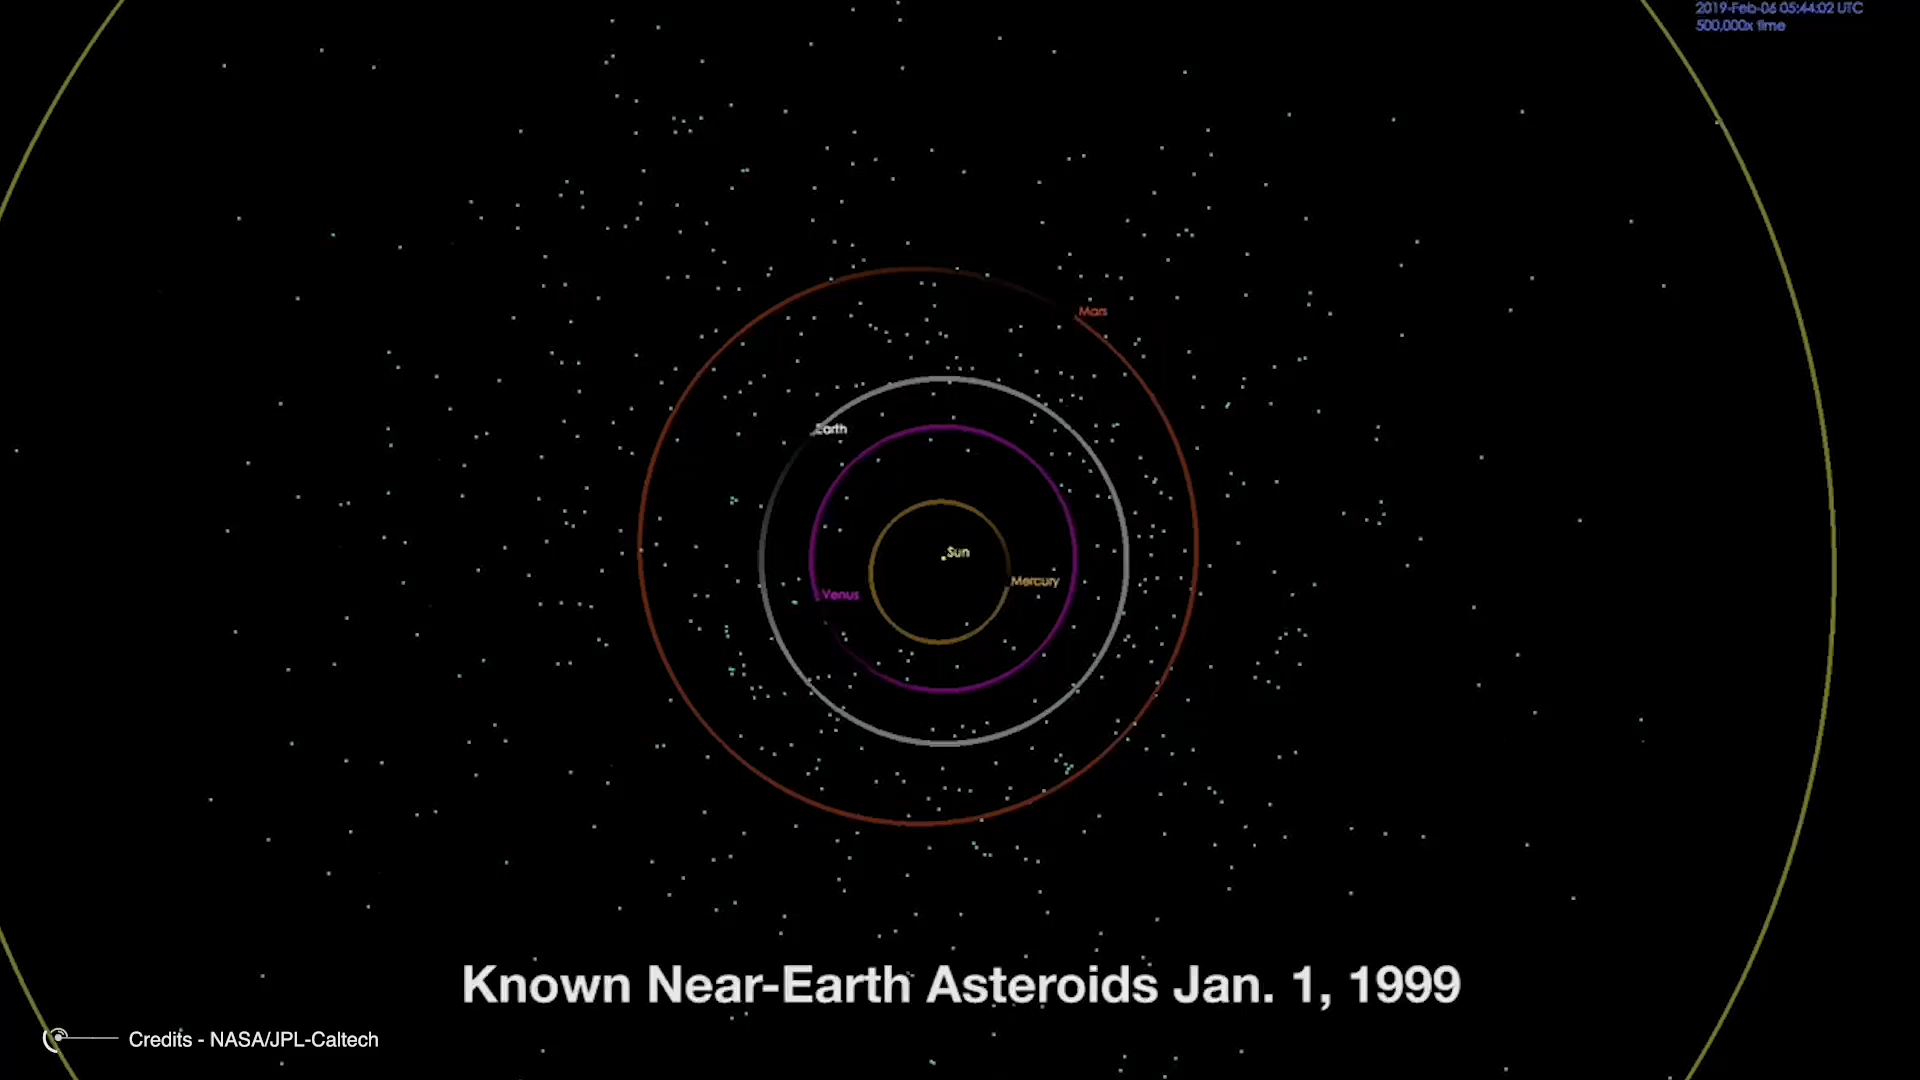 2019-Feb-06 05:44:02 UTC
500,000x time
Mars
Earth
Sun
Mercury
Venus
Known Near-Earth Asteroids Jan. 1, 1999
Credits - NASA/JPL-Caltech